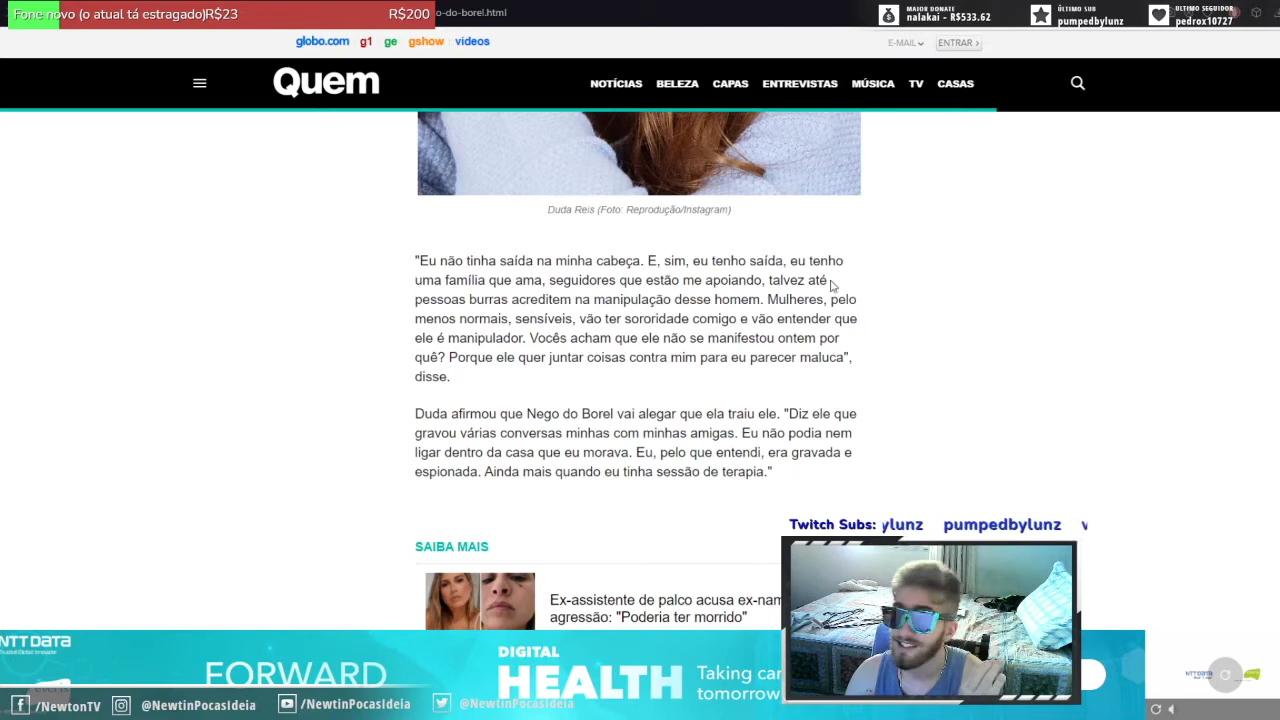 Fone novo (o atual tá estragado)R$23 R$200
o-do-borel.html
MAIOR DONATE
nalakai - R$533.62
ÚLTIMO SUB
pumpedbylunz
ULTIMO SEGUIDOR
pedrox10727
globo.com g1 ge gshow videos
E-MAIL ENTRAR
Quem
NOTÍCIAS BELEZA CAPAS ENTREVISTAS MÚSICA TV CASAS
Duda Reis (Foto: Reprodução/Instagram)
"Eu não tinha saída na minha cabeça. E, sim, eu tenho saída, eu tenho
uma família que ama, seguidores que estão me apoiando, talvez até
pessoas burras acreditem na manipulação desse homem. Mulheres, pelo
menos normais, sensíveis, vão ter sororidade comigo e vão entender que
ele é manipulador. Vocês acham que ele não se manifestou ontem por
quê? Porque ele quer juntar coisas contra mim para eu parecer maluca",
disse.
Duda afirmou que Nego do Borel vai alegar que ela traiu ele. "Diz ele que
gravou várias conversas minhas com minhas amigas. Eu não podia nem
ligar dentro da casa que eu morava. Eu, pelo que entendi, era gravada e
espionada. Ainda mais quando eu tinha sessão de terapia."
Twitch Subs: ylunz pumpedbylunz
SAIBA MAIS
Ex-assistente de palco acusa ex-nam
agressão: "Poderia ter morrido"
NTT DATA
FORWARD
DIGITAL
HEALTH
Taking car
tomorrow
NTT DATA
/NewtonTV @NewtinPocasIdeia /NewtinPocasIdeia @NewtinPocasIdeia